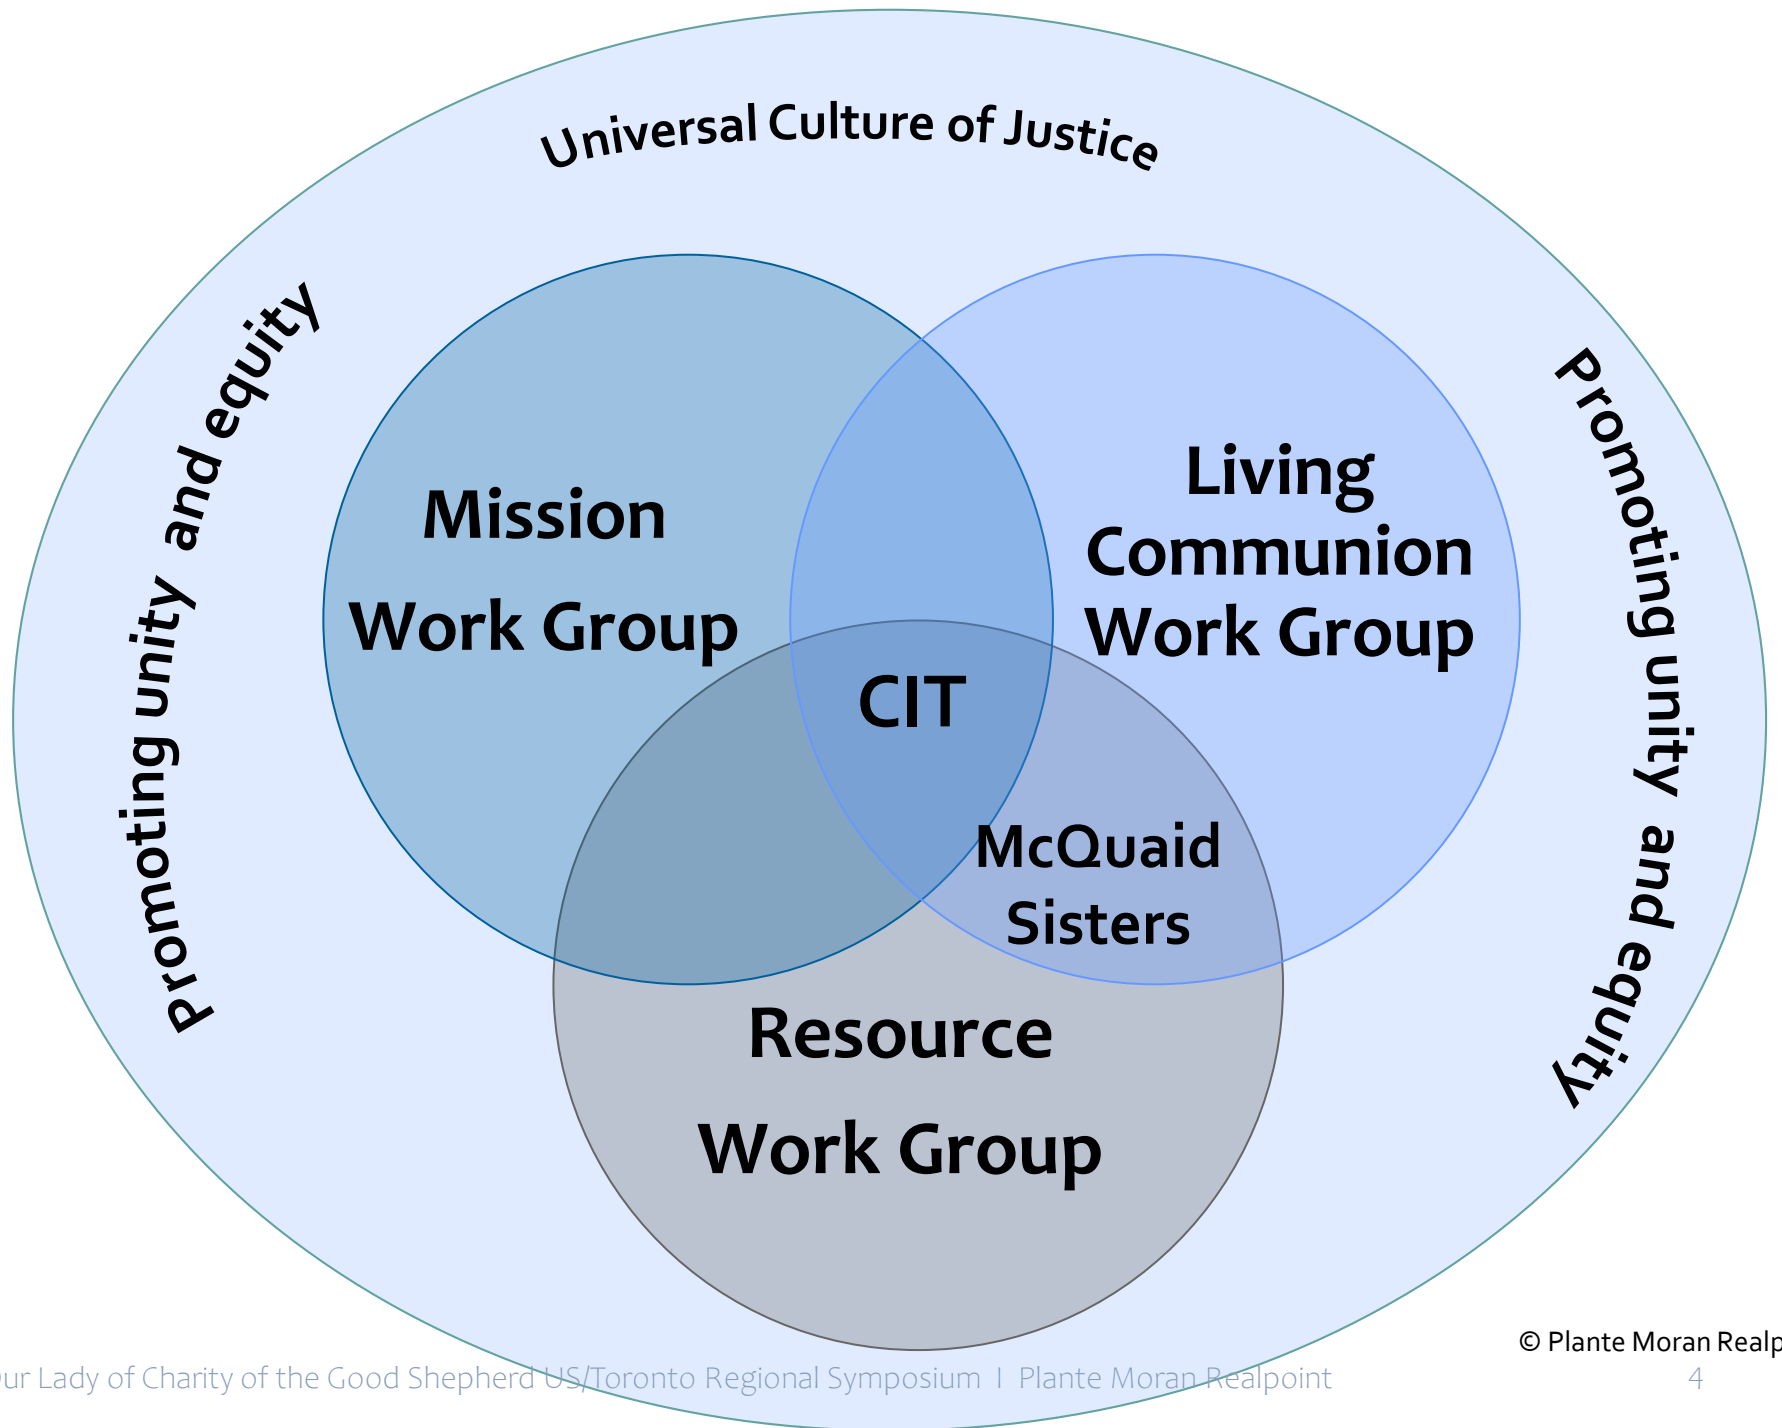 Universal Culture of Justice
Promoting unity and equity
Promoting unity and equity
Mission
Work Group
Living
Communion
Work Group
CIT
McQuaid
Sisters
Resource
Work Group
© Plante Moran
Lady of Charity of the Good Shepherd US/Toronto Regional Symposium I Plante Moran Realpoint
4